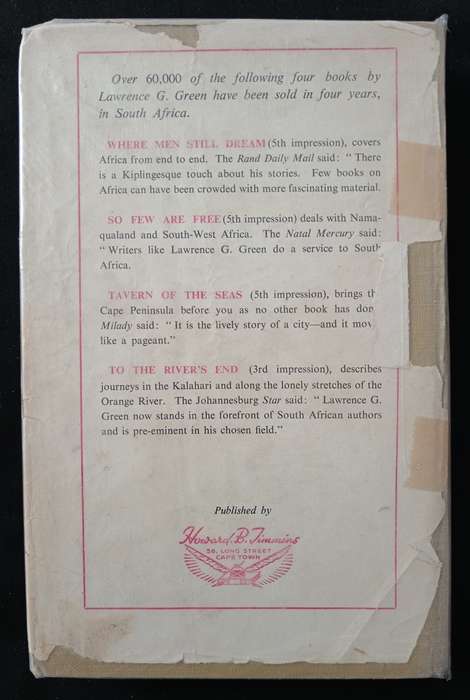 Over 60,000 of the following four books by
Lawrence G. Green have been sold in four years,
in South Africa.
WHERE MEN STILL DREAM (5th impression), covers
Africa from end to end. The Rand Daily Mail said: " There
is a Kiplingesque touch about his stories. Few books on
Africa can have been crowded with more fascinating material.
SO FEW ARE FREE (5th impression) deals with Nama-
qualand and South-West Africa. The Natal Mercury said:
" Writers like Lawrence G. Green do a service to South
Africa.
TAVERN OF THE SEAS (5th impression), brings th
Cape Peninsula before you as no other book has don
Milady said: " It is the lively story of a city—and it mov
like a pageant."
TO THE RIVER'S END (3rd impression), describes
journeys in the Kalahari and along the lonely stretches of the
Orange River. The Johannesburg Star said: " Lawrence G.
Green now stands in the forefront of South African authors
and is pre-eminent in his chosen field."
Published by
Howard B. Timmins
58, LONG STREET
CAPE TOWN